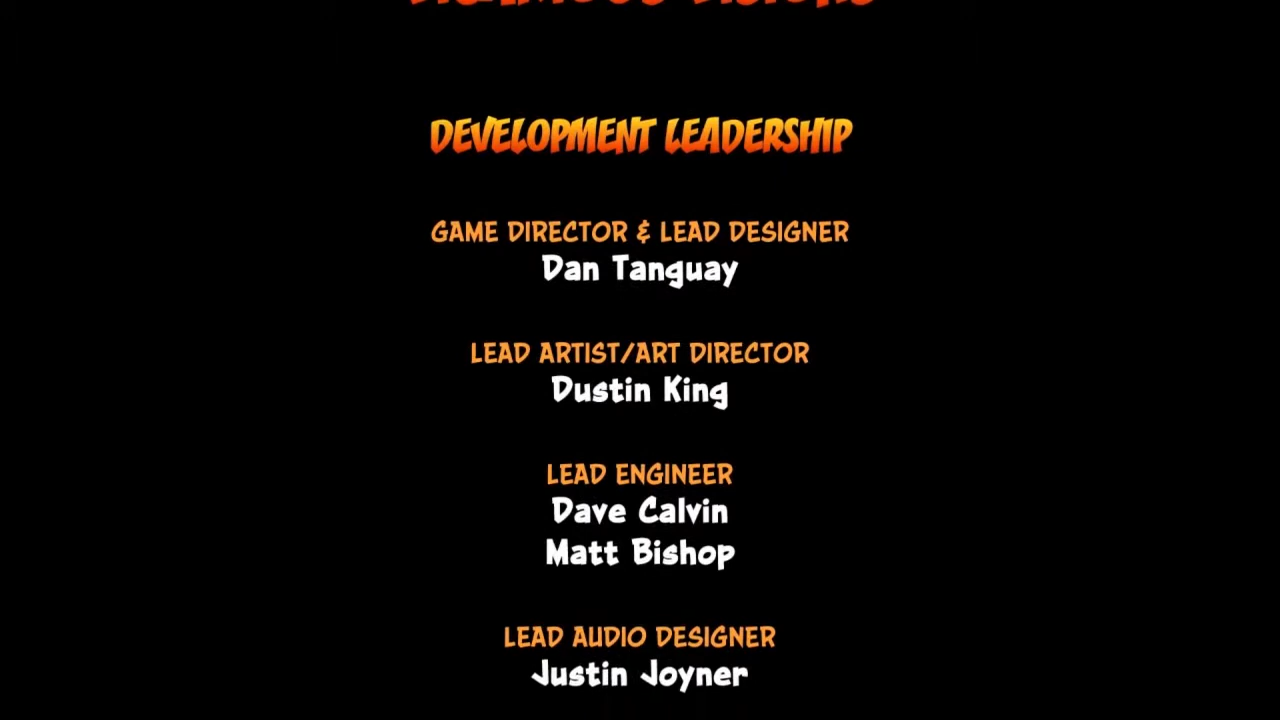 DEVELOPMENT LEADERSHIP
GAME DIRECTOR & LEAD DESIGNER
Dan Tanguay
LEAD ARTIST/ART DIRECTOR
Dustin King
LEAD ENGINEER
Dave Calvin
Matt Bishop
LEAD AUDIO DESIGNER
Justin Joyner